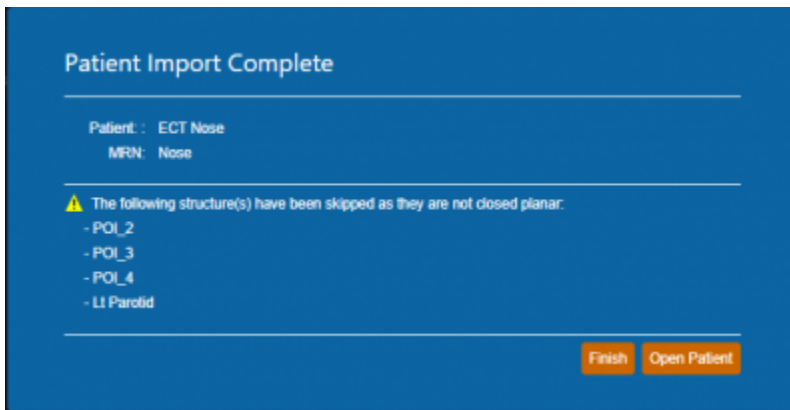 Patient Import Complete
Patient: : ECT Nose
MRN: Nose
The following structure(s) have been skipped as they are not closed planar:
- POI_2
- POI_3
- POI_4
- Lt Parotid
Finish Open Patient